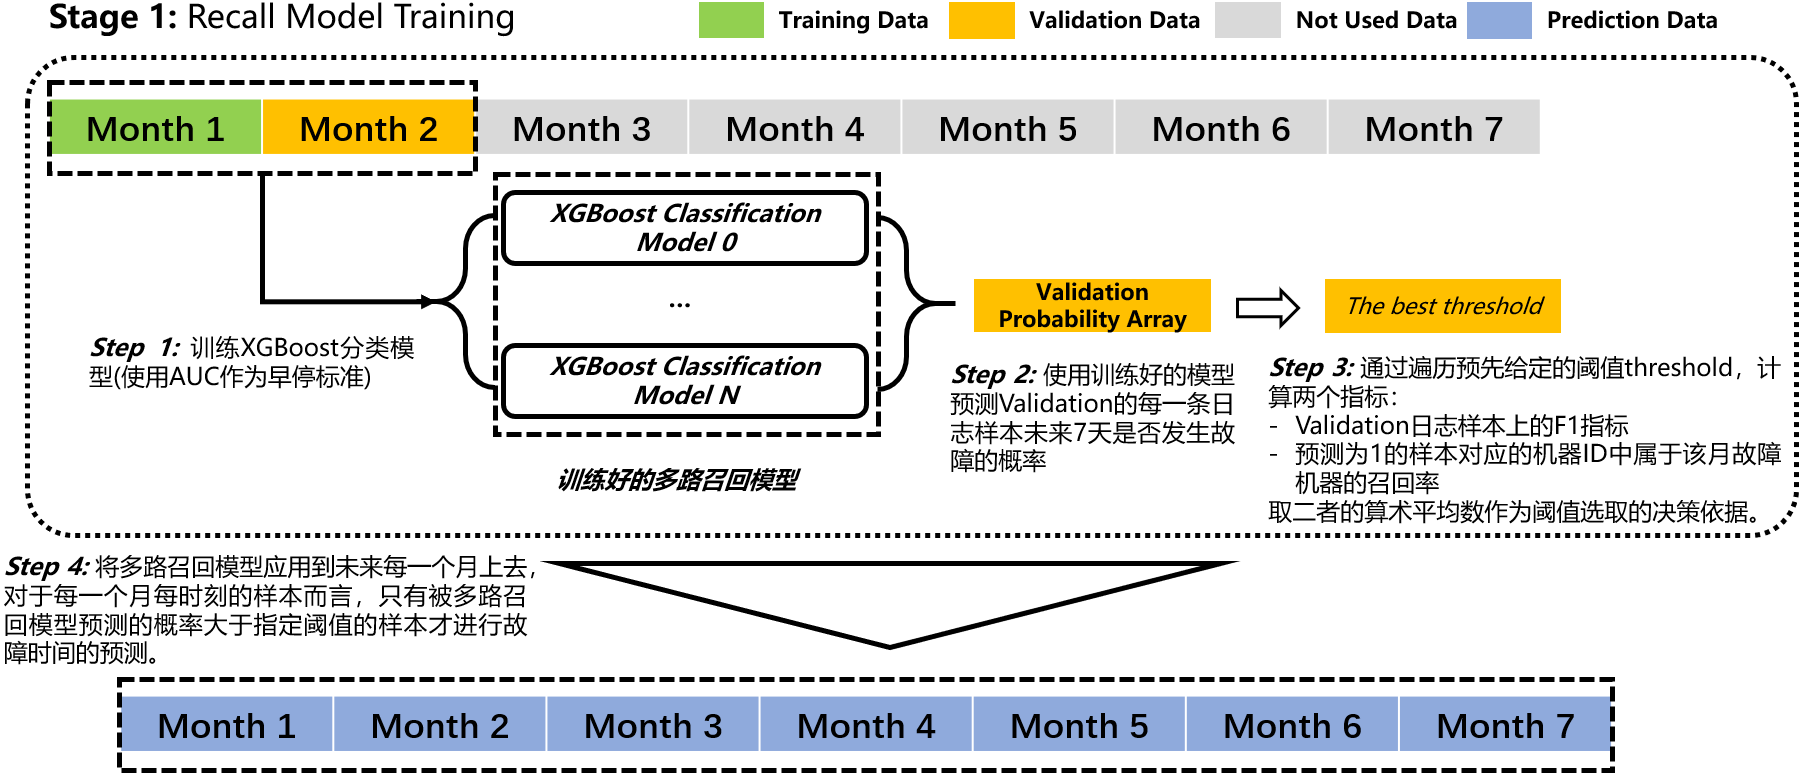 Stage 1: Recall Model Training
Training Data
Validation Data
Not Used Data
Prediction Data
Month 1
Month 2
Month 3
Month 4
Month 5
Month 6
Month 7
XGBoost Classification
Model 0
...
XGBoost Classification
Model N
训练好的多路召回模型
Step 1: 训练XGBoost分类模
型(使用AUC作为早停标准)
Validation
Probability Array
The best threshold
Step 2: 使用训练好的模型
预测Validation的每一条日
志样本未来7天是否发生故
障的概率
Step 3: 通过遍历预先给定的阈值threshold，计
算两个指标：
- Validation日志样本上的F1指标
- 预测为1的样本对应的机器ID中属于该月故障
机器的召回率
取二者的算术平均数作为阈值选取的决策依据。
Step 4: 将多路召回模型应用到未来每一个月上去，
对于每一个月每时刻的样本而言，只有被多路召
回模型预测的概率大于指定阈值的样本才进行故
障时间的预测。
Month 1
Month 2
Month 3
Month 4
Month 5
Month 6
Month 7